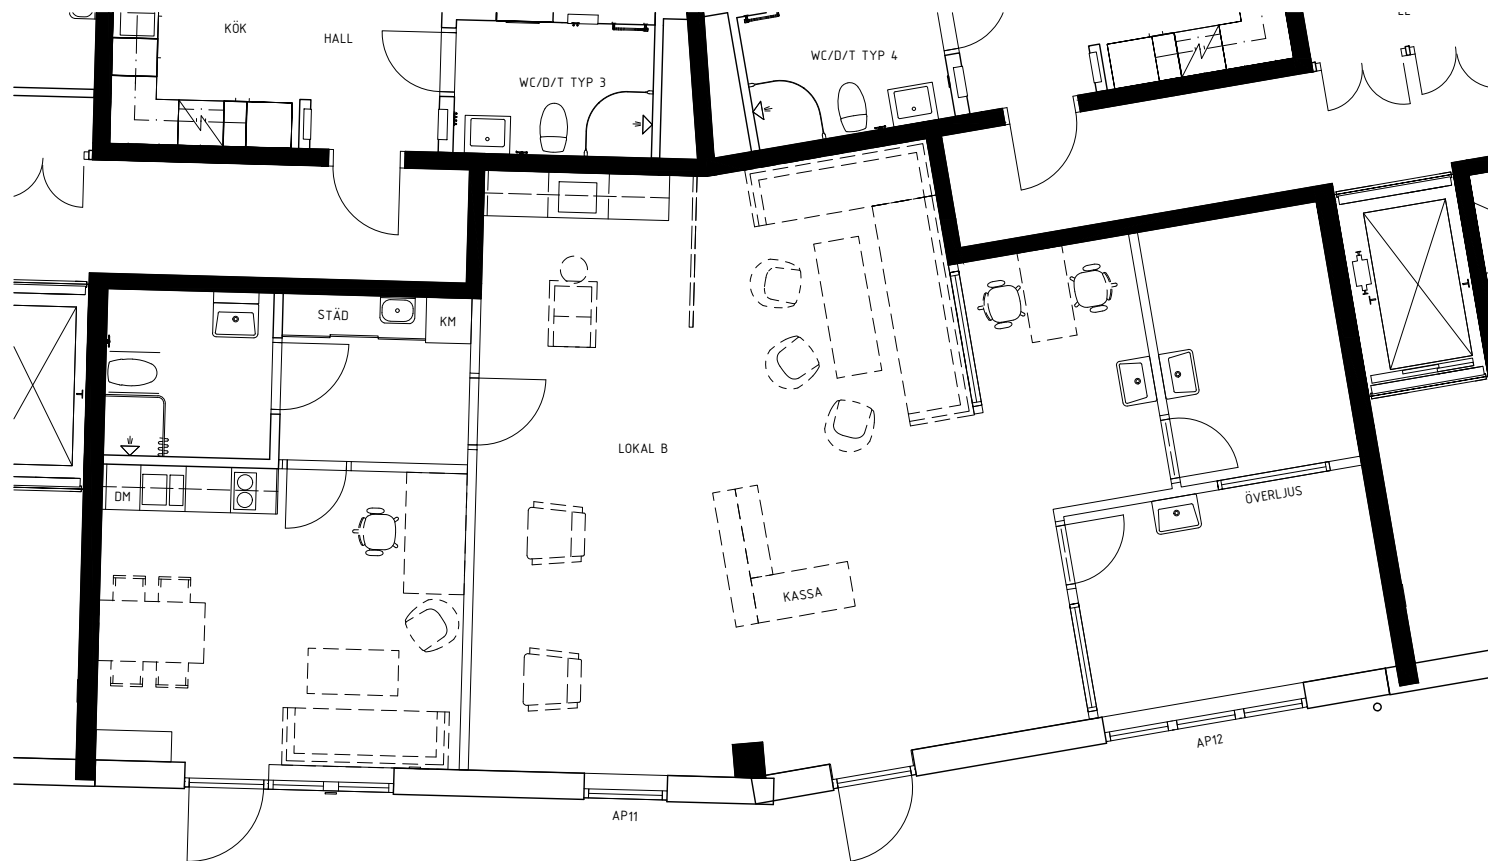 KÖK
HALL
WC/D/T TYP 3
WC/D/T TYP 4
STÄD
KM
LOKAL B
DM
ÖVERLJUS
KASSA
AP12
AP11